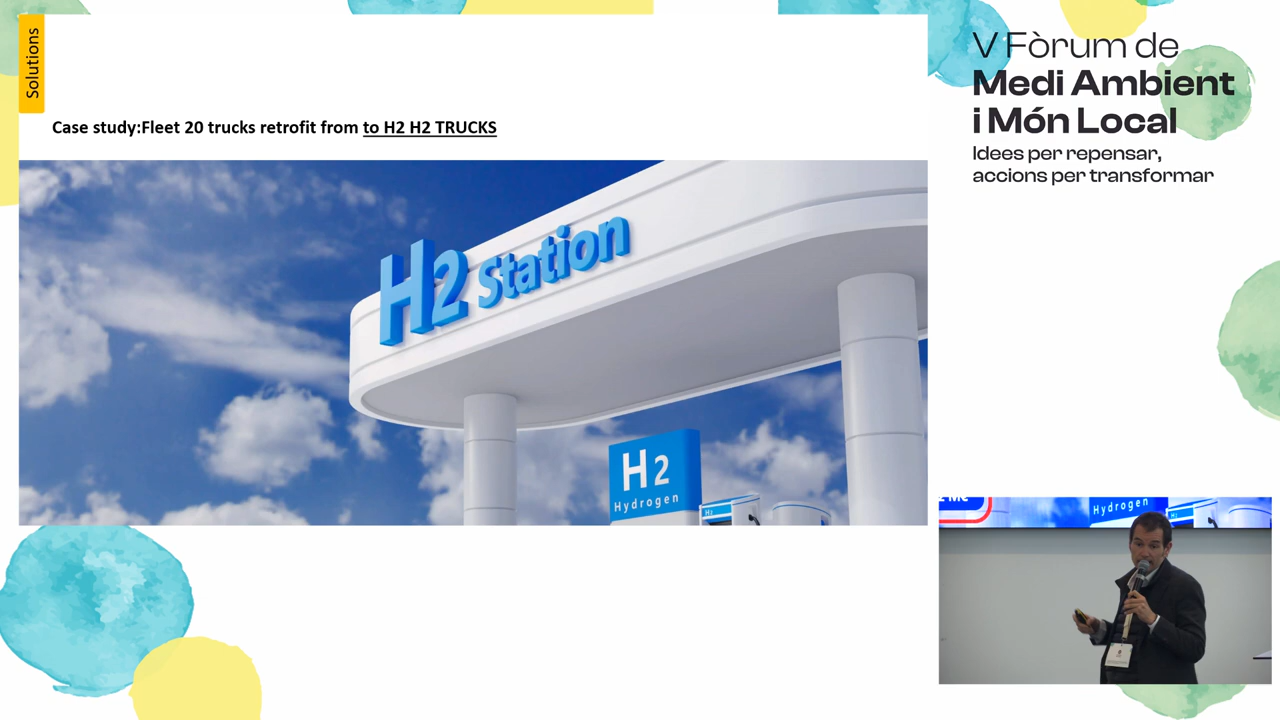 Solutions
Case study:Fleet 20 trucks retrofit from to H2 H2 TRUCKS
H2 Station
H2
Hydrogen
H2
V Fòrum de
Medi Ambient
i Món Local
Idees per repensar,
accions per transformar
Hydrogen